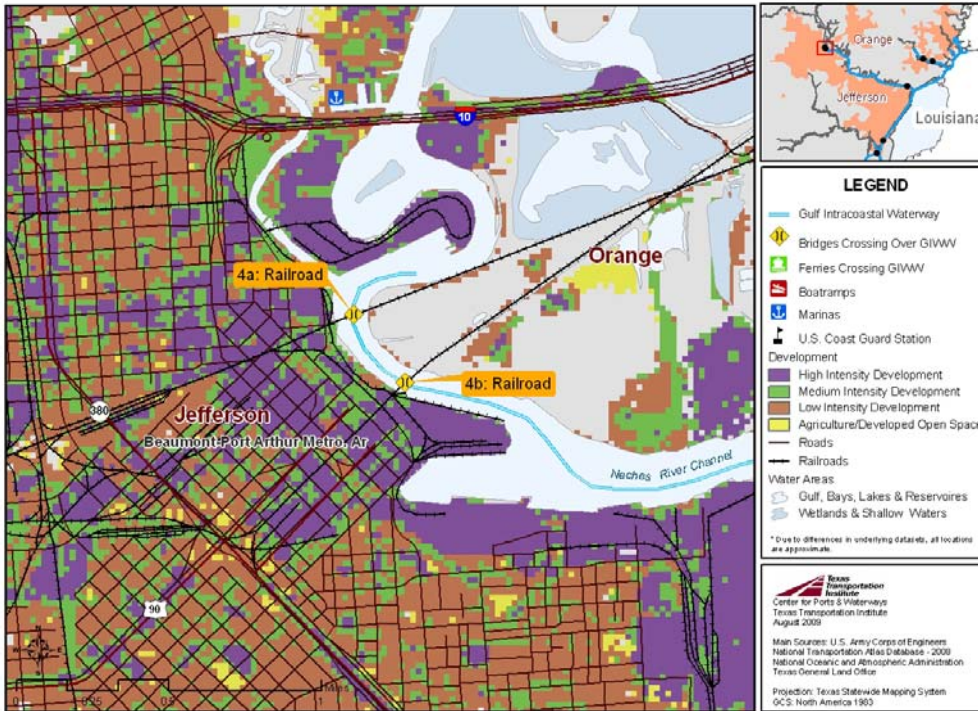 10
4a: Railroad
Orange
4b: Railroad
380
Jefferson
Beaumont-Port Arthur Metro, Ar
Neches River Channel
90
Miles
0
0.25
1
Orange
Jefferson
Louisiana
LEGEND
Gulf Intracoastal Waterway
Bridges Crossing Over GIWW
Ferries Crossing GIWW
Boatramps
Marinas
U.S. Coast Guard Station
Development
High Intensity Development
Medium Intensity Development
Low Intensity Development
Agriculture/Developed Open Space
Roads
Railroads
Water Areas
Gulf, Bays, Lakes & Reservoires
Wetlands & Shallow Waters
* Due to differences in underlying datasets, all locations
are approximate.
Texas
Transportation
Institute
Center for Ports & Waterways
Texas Transportation Institute
August 2009
Main Sources: U.S. Army Corps of Engineers
National Transportation Atlas Database - 2008
National Oceanic and Atmospheric Administration
Texas General Land Office
Projection: Texas Statewide Mapping System
GCS: North America 1983